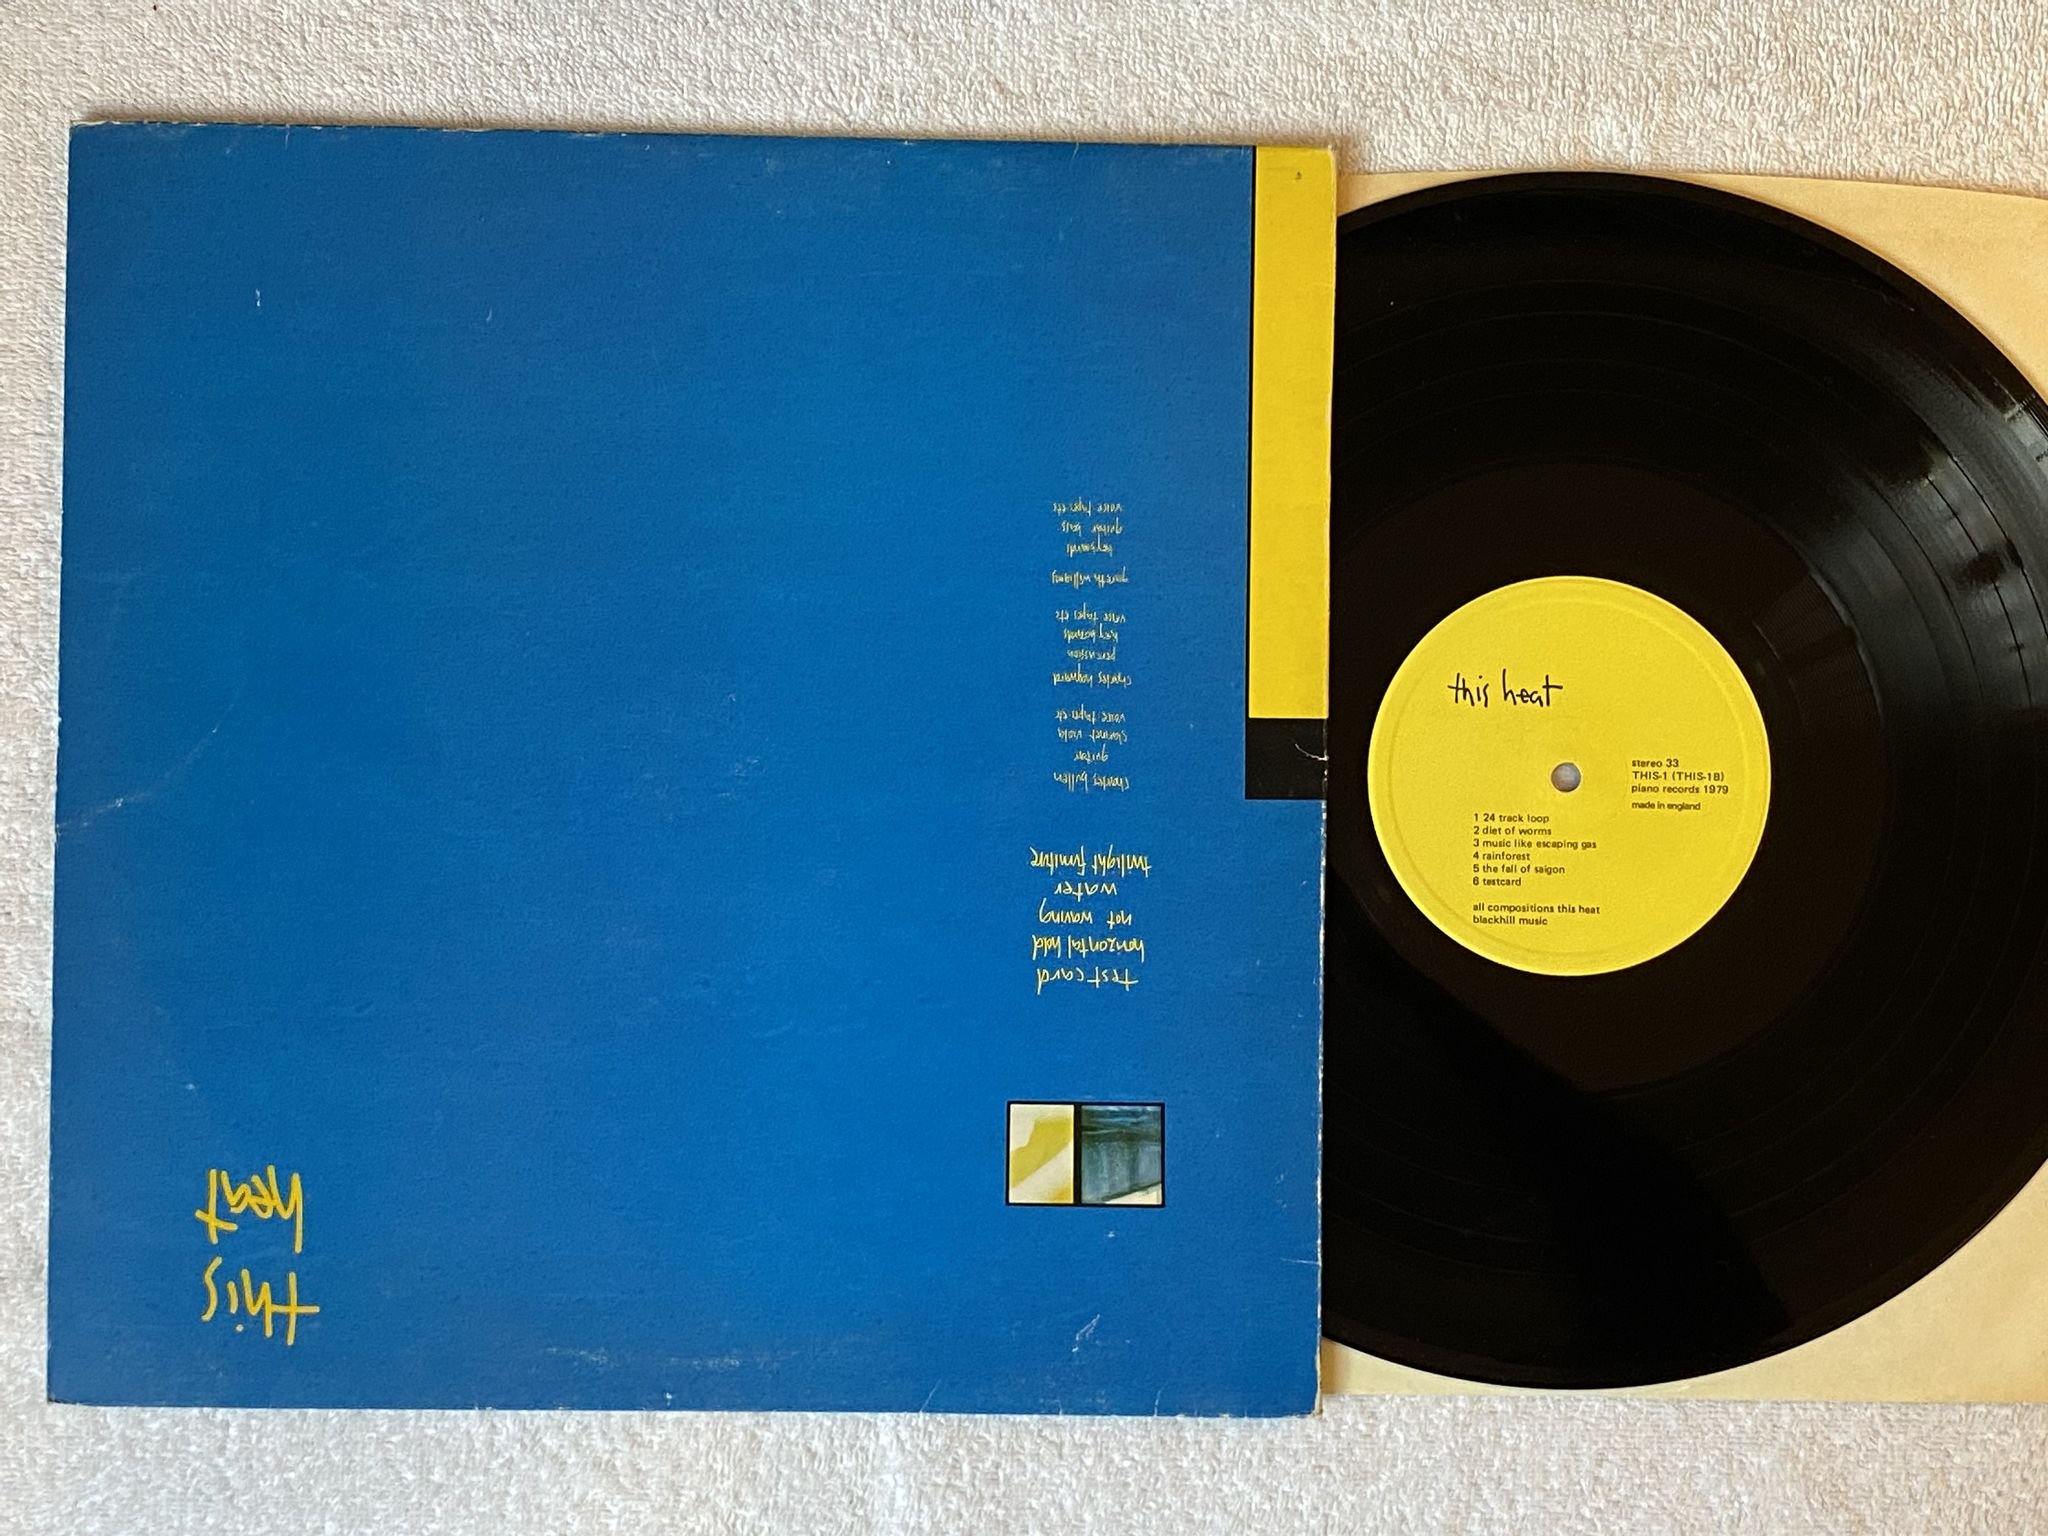 this
heat
test card
horizontal hold
not waving
water
twilight furniture
charles bullen
guitar
clarinet viola
voice tapes etc
charles hayward
percussion
keyboards
voice tapes etc
gareth williams
keyboards
guitar bass
voice tapes etc
this heat
stereo 33
THIS-1 (THIS-1B)
piano records 1979
made in england
1 24 track loop
2 diet of worms
3 music like escaping gas
4 rainforest
5 the fall of saigon
6 testcard
all compositions this heat
blackhill music